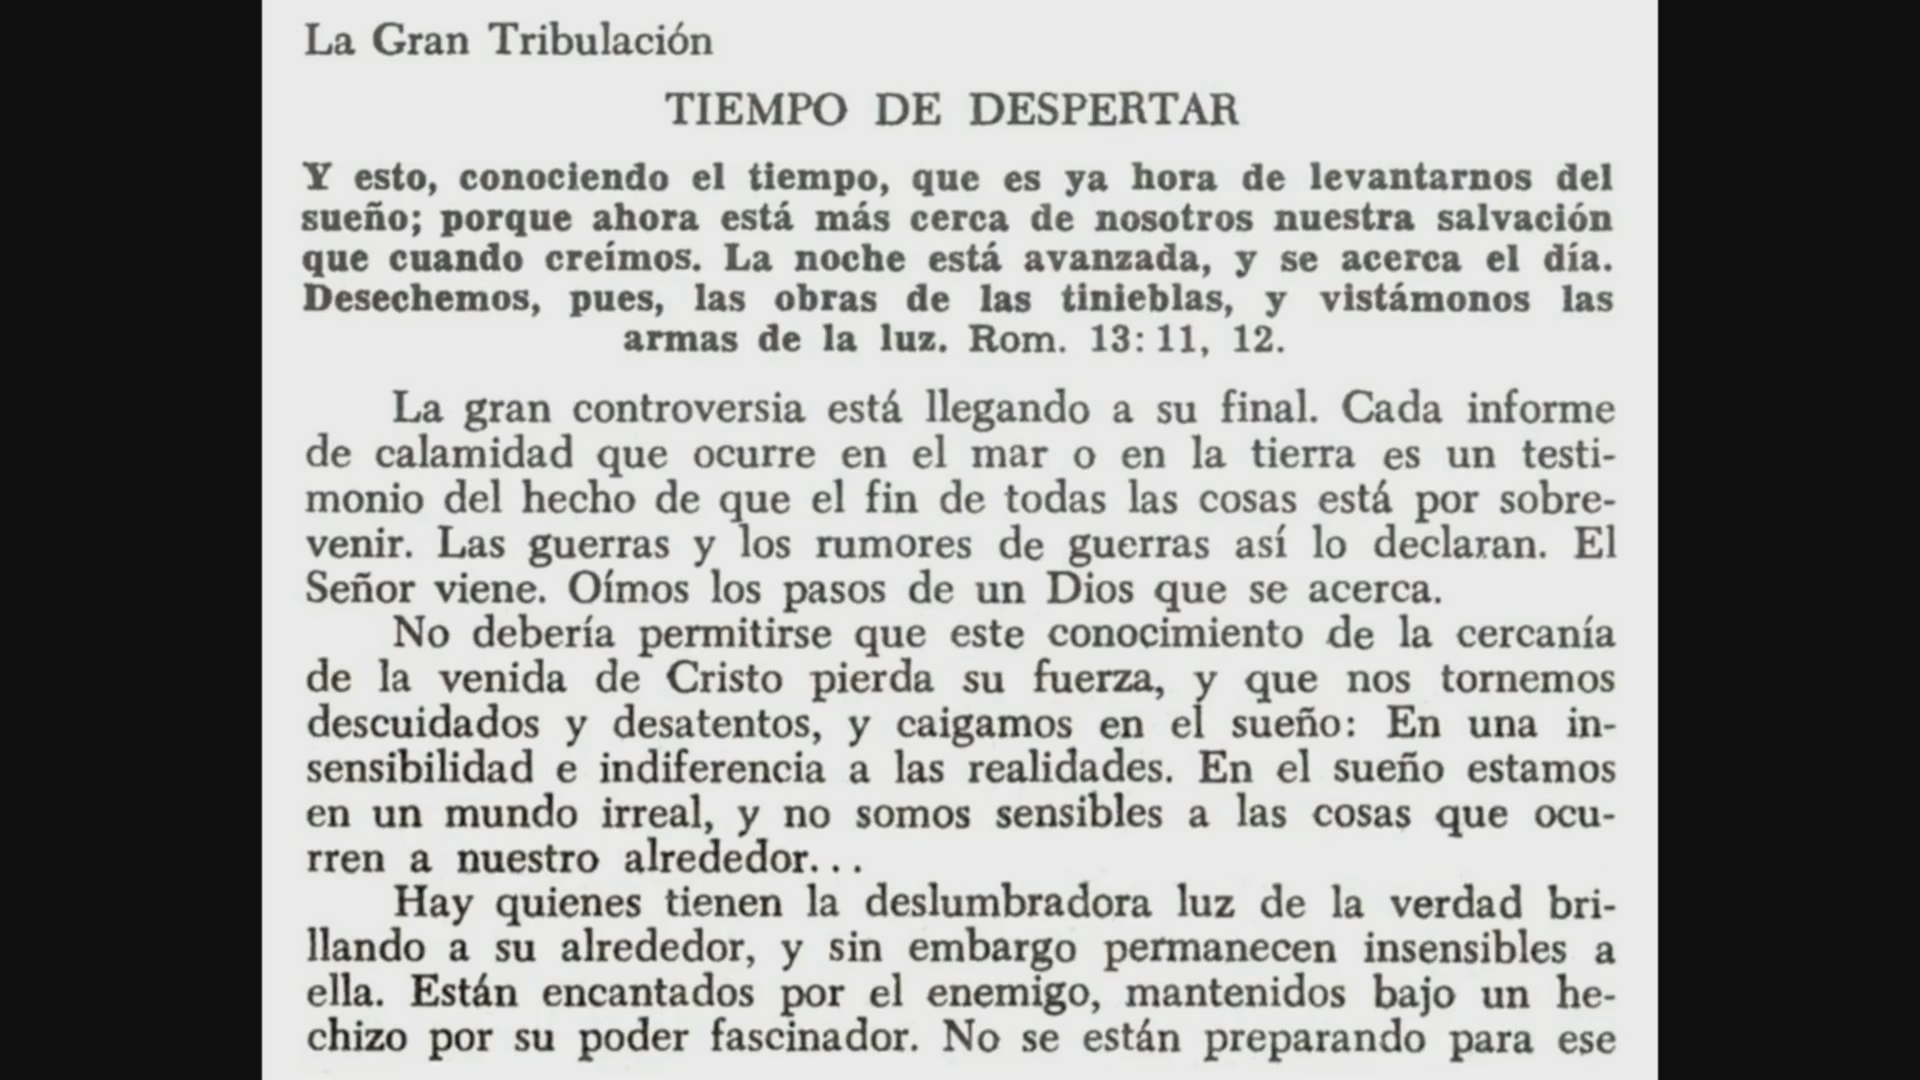 La Gran Tribulación
TIEMPO DE DESPERTAR
Y esto, conociendo el tiempo, que es ya hora de levantarnos del
sueño; porque ahora está más cerca de nosotros nuestra salvación
que cuando creímos. La noche está avanzada, y se acerca el día.
Desechemos, pues, las obras de las tinieblas, y vistámonos las
armas de la luz. Rom. 13:11, 12.
La gran controversia está llegando a su final. Cada informe
de calamidad que ocurre en el mar o en la tierra es un testi-
monio del hecho de que el fin de todas las cosas está por sobre-
venir. Las guerras y los rumores de guerras así lo declaran. El
Señor viene. Oímos los pasos de un Dios que se acerca.
No debería permitirse que este conocimiento de la cercanía
de la venida de Cristo pierda su fuerza, y que nos tornemos
descuidados y desatentos, y caigamos en el sueño: En una in-
sensibilidad e indiferencia a las realidades. En el sueño estamos
en un mundo irreal, y no somos sensibles a las cosas que ocu-
rren a nuestro alrededor...
Hay quienes tienen la deslumbradora luz de la verdad bri-
llando a su alrededor, y sin embargo permanecen insensibles a
ella. Están encantados por el enemigo, mantenidos bajo un he-
chizo por su poder fascinador. No se están preparando para ese